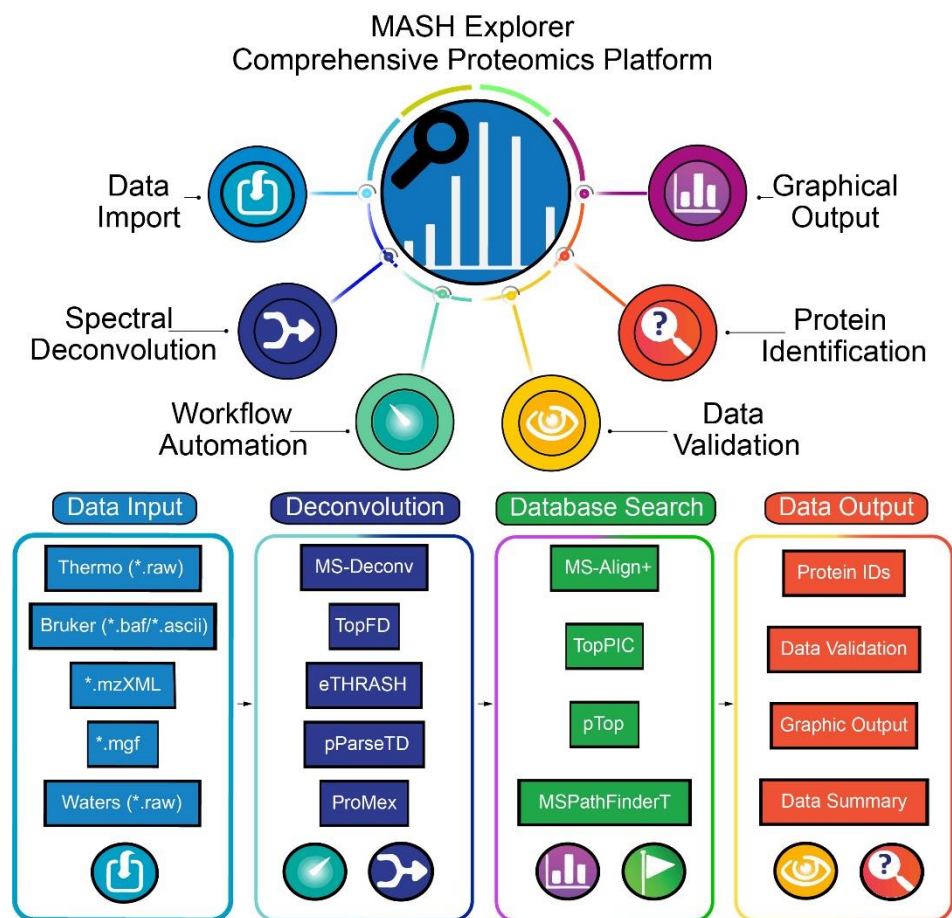 MASH Explorer
Comprehensive Proteomics Platform
Data
Import
Graphical
Output
Spectral
Deconvolution
?
Protein
Identification
Workflow
Automation
Data
Validation
Data Input
Deconvolution
Database Search
Data Output
Thermo (*.raw)
Bruker (*.baf/*.ascii)
*.mzXML
*.mgf
Waters (*.raw)
MS-Deconv
TopFD
eTHRASH
pParseTD
ProMex
MS-Align+
TopPIC
pTop
MSPathFinderT
Protein IDs
Data Validation
Graphic Output
Data Summary
?